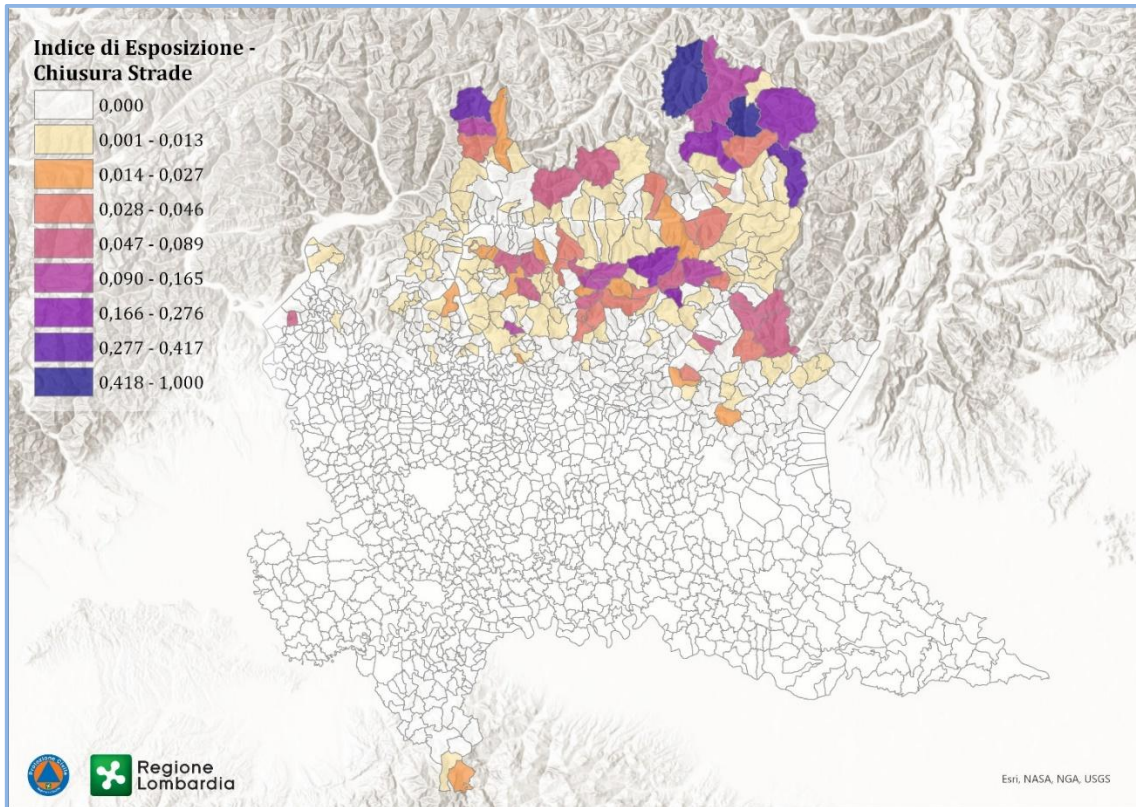 Indice di Esposizione -
Chiusura Strade
0,000
0,001 - 0,013
0,014 - 0,027
0,028 - 0,046
0,047 - 0,089
0,090 - 0,165
0,166 - 0,276
0,277 - 0,417
0,418 - 1,000
Protezione Civile
Regione
Lombardia
Esri, NASA, NGA, USGS